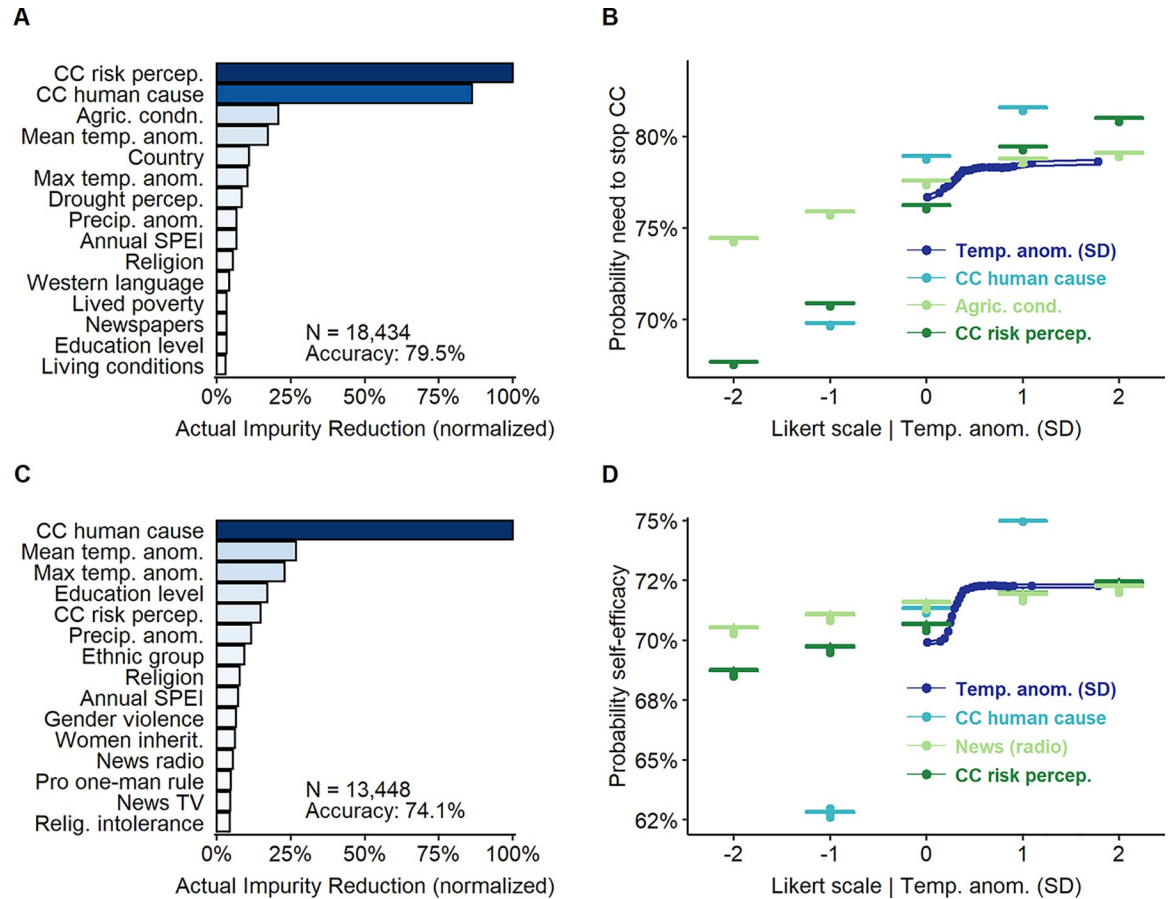 A
CC risk percep.
CC human cause
Agric. condn.
Mean temp. anom.
Country
Max temp. anom.
Drought percep.
Precip. anom.
Annual SPEI
Religion
Western language
Lived poverty
Newspapers
Education level
Living conditions
N = 18,434
Accuracy: 79.5%
0% 25% 50% 75% 100%
Actual Impurity Reduction (normalized)
B
Probability need to stop CC
80%
75%
70%
Temp. anom. (SD)
CC human cause
Agric. cond.
CC risk percep.
-2 -1 0 1 2
Likert scale | Temp. anom. (SD)
C
CC human cause
Mean temp. anom.
Max temp. anom.
Education level
CC risk percep.
Precip. anom.
Ethnic group
Religion
Annual SPEI
Gender violence
Women inherit.
News radio
Pro one-man rule
News TV
Relig. intolerance
N = 13,448
Accuracy: 74.1%
0% 25% 50% 75% 100%
Actual Impurity Reduction (normalized)
D
Probability self-efficacy
75%
72%
70%
68%
65%
62%
Temp. anom. (SD)
CC human cause
News (radio)
CC risk percep.
-2 -1 0 1 2
Likert scale | Temp. anom. (SD)